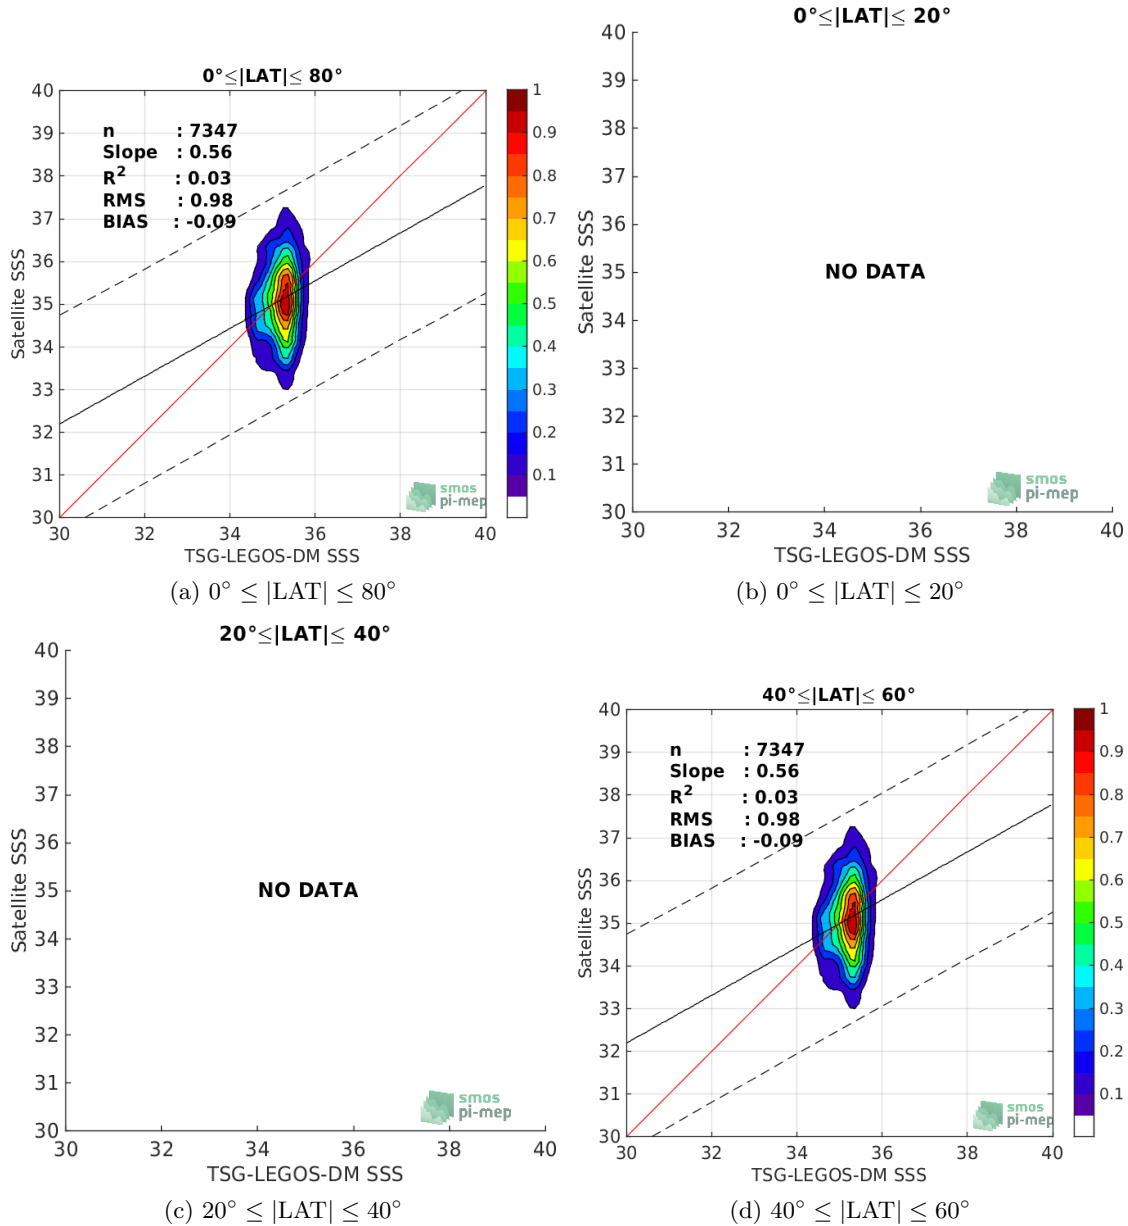 0°≤|LAT|≤ 80°
40
39
38
37
36
35
34
33
32
31
30
Satellite SSS
n : 7347
Slope : 0.56
R² : 0.03
RMS : 0.98
BIAS : -0.09
smos
pi-mep
30 32 34 36 38 40
TSG-LEGOS-DM SSS
1
0.9
0.8
0.7
0.6
0.5
0.4
0.3
0.2
0.1
(a) 0° ≤ |LAT| ≤ 80°
0°≤|LAT|≤ 20°
40
39
38
37
36
35
34
33
32
31
30
Satellite SSS
NO DATA
smos
pi-mep
30 32 34 36 38 40
TSG-LEGOS-DM SSS
(b) 0° ≤ |LAT| ≤ 20°
20°≤|LAT|≤ 40°
40
39
38
37
36
35
34
33
32
31
30
Satellite SSS
NO DATA
smos
pi-mep
30 32 34 36 38 40
TSG-LEGOS-DM SSS
(c) 20° ≤ |LAT| ≤ 40°
40°≤|LAT|≤ 60°
40
39
38
37
36
35
34
33
32
31
30
Satellite SSS
n : 7347
Slope : 0.56
R² : 0.03
RMS : 0.98
BIAS : -0.09
smos
pi-mep
30 32 34 36 38 40
TSG-LEGOS-DM SSS
1
0.9
0.8
0.7
0.6
0.5
0.4
0.3
0.2
0.1
(d) 40° ≤ |LAT| ≤ 60°